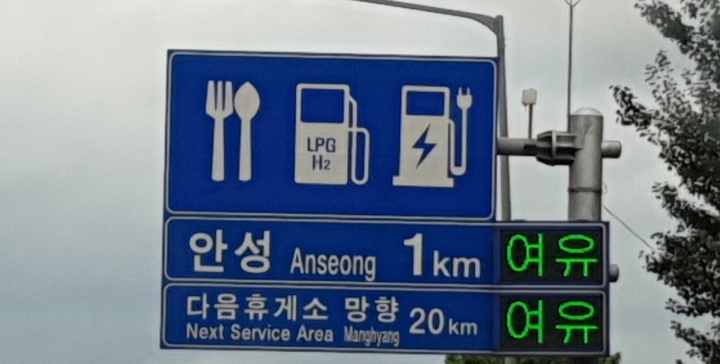 LPG
H2
안성 Anseong 1km 여유
다음휴게소 망향 20km 여유
Next Service Area Manghyang